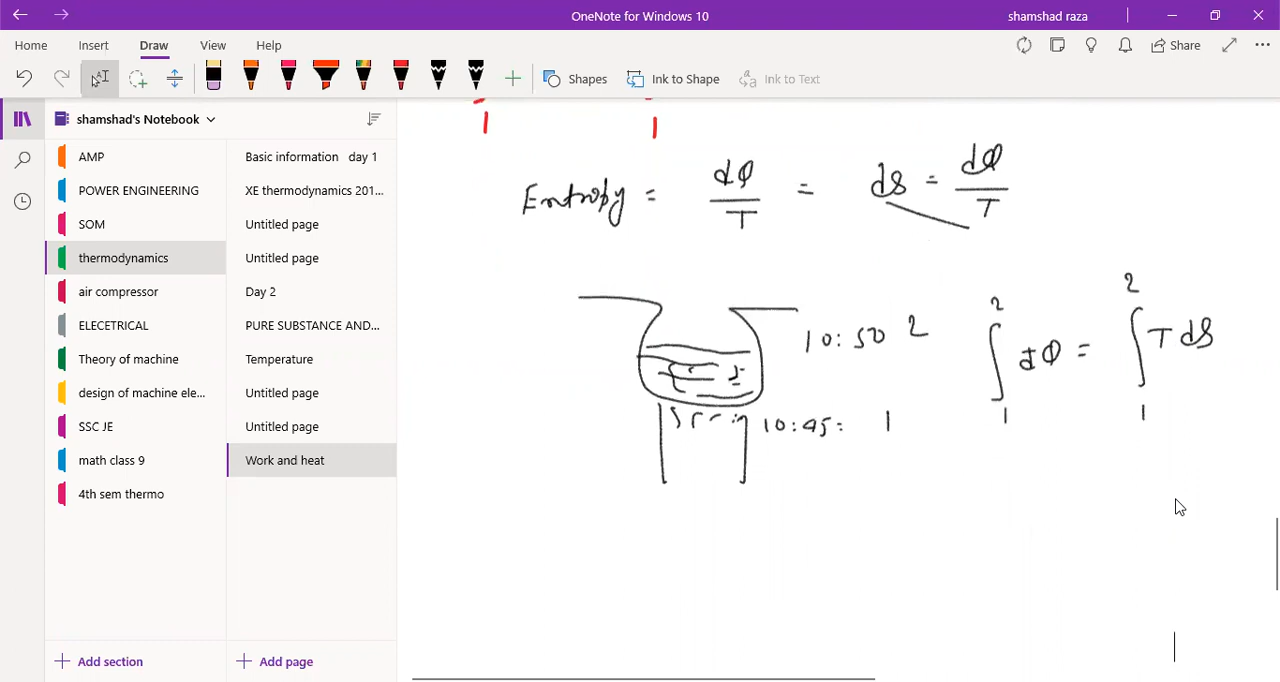 OneNote for Windows 10
shamshad raza
Home Insert Draw View Help
Share
Shapes Ink to Shape Ink to Text
shamshad's Notebook
AMP
POWER ENGINEERING
SOM
thermodynamics
air compressor
ELECETRICAL
Theory of machine
design of machine ele...
SSC JE
math class 9
4th sem thermo
Add section
Basic information day 1
XE thermodynamics 201...
Untitled page
Untitled page
Day 2
PURE SUBSTANCE AND...
Temperature
Untitled page
Untitled page
Work and heat
Add page
1 1
Entropy = dQ/T = ds = dQ/T
10:50 2
10:45: 1
∫₁² dQ = ∫₁² T ds